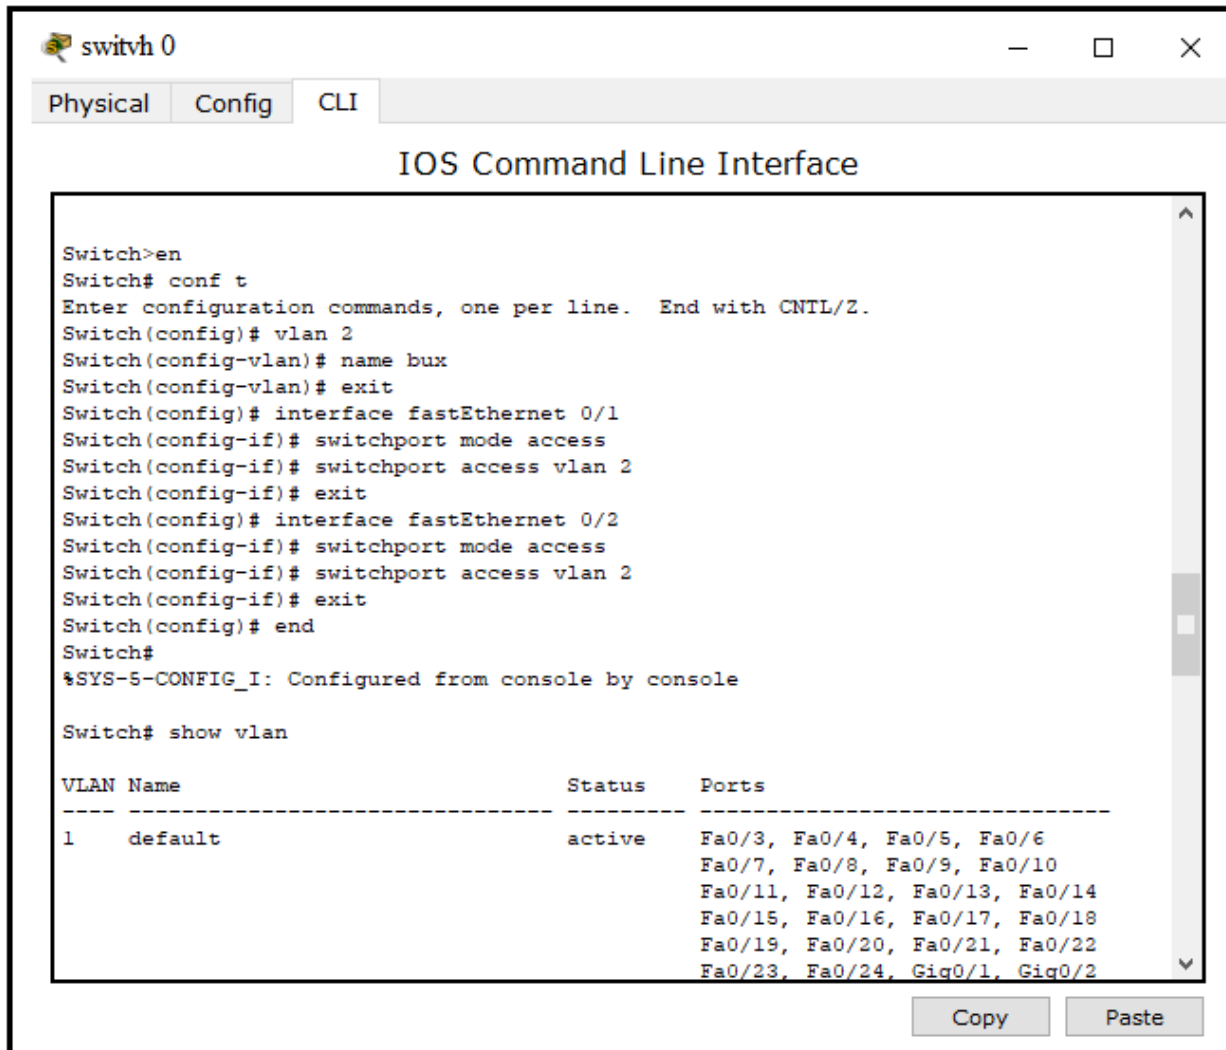 switvh 0
Physical Config CLI
IOS Command Line Interface
Switch>en
Switch# conf t
Enter configuration commands, one per line.  End with CNTL/Z.
Switch(config)# vlan 2
Switch(config-vlan)# name bux
Switch(config-vlan)# exit
Switch(config)# interface fastEthernet 0/1
Switch(config-if)# switchport mode access
Switch(config-if)# switchport access vlan 2
Switch(config-if)# exit
Switch(config)# interface fastEthernet 0/2
Switch(config-if)# switchport mode access
Switch(config-if)# switchport access vlan 2
Switch(config-if)# exit
Switch(config)# end
Switch#
%SYS-5-CONFIG_I: Configured from console by console
Switch# show vlan
VLAN Name                             Status    Ports
---- -------------------------------- --------- -------------------------------
1    default                          active    Fa0/3, Fa0/4, Fa0/5, Fa0/6
                                                Fa0/7, Fa0/8, Fa0/9, Fa0/10
                                                Fa0/11, Fa0/12, Fa0/13, Fa0/14
                                                Fa0/15, Fa0/16, Fa0/17, Fa0/18
                                                Fa0/19, Fa0/20, Fa0/21, Fa0/22
                                                Fa0/23, Fa0/24, Gig0/1, Gig0/2
Copy Paste